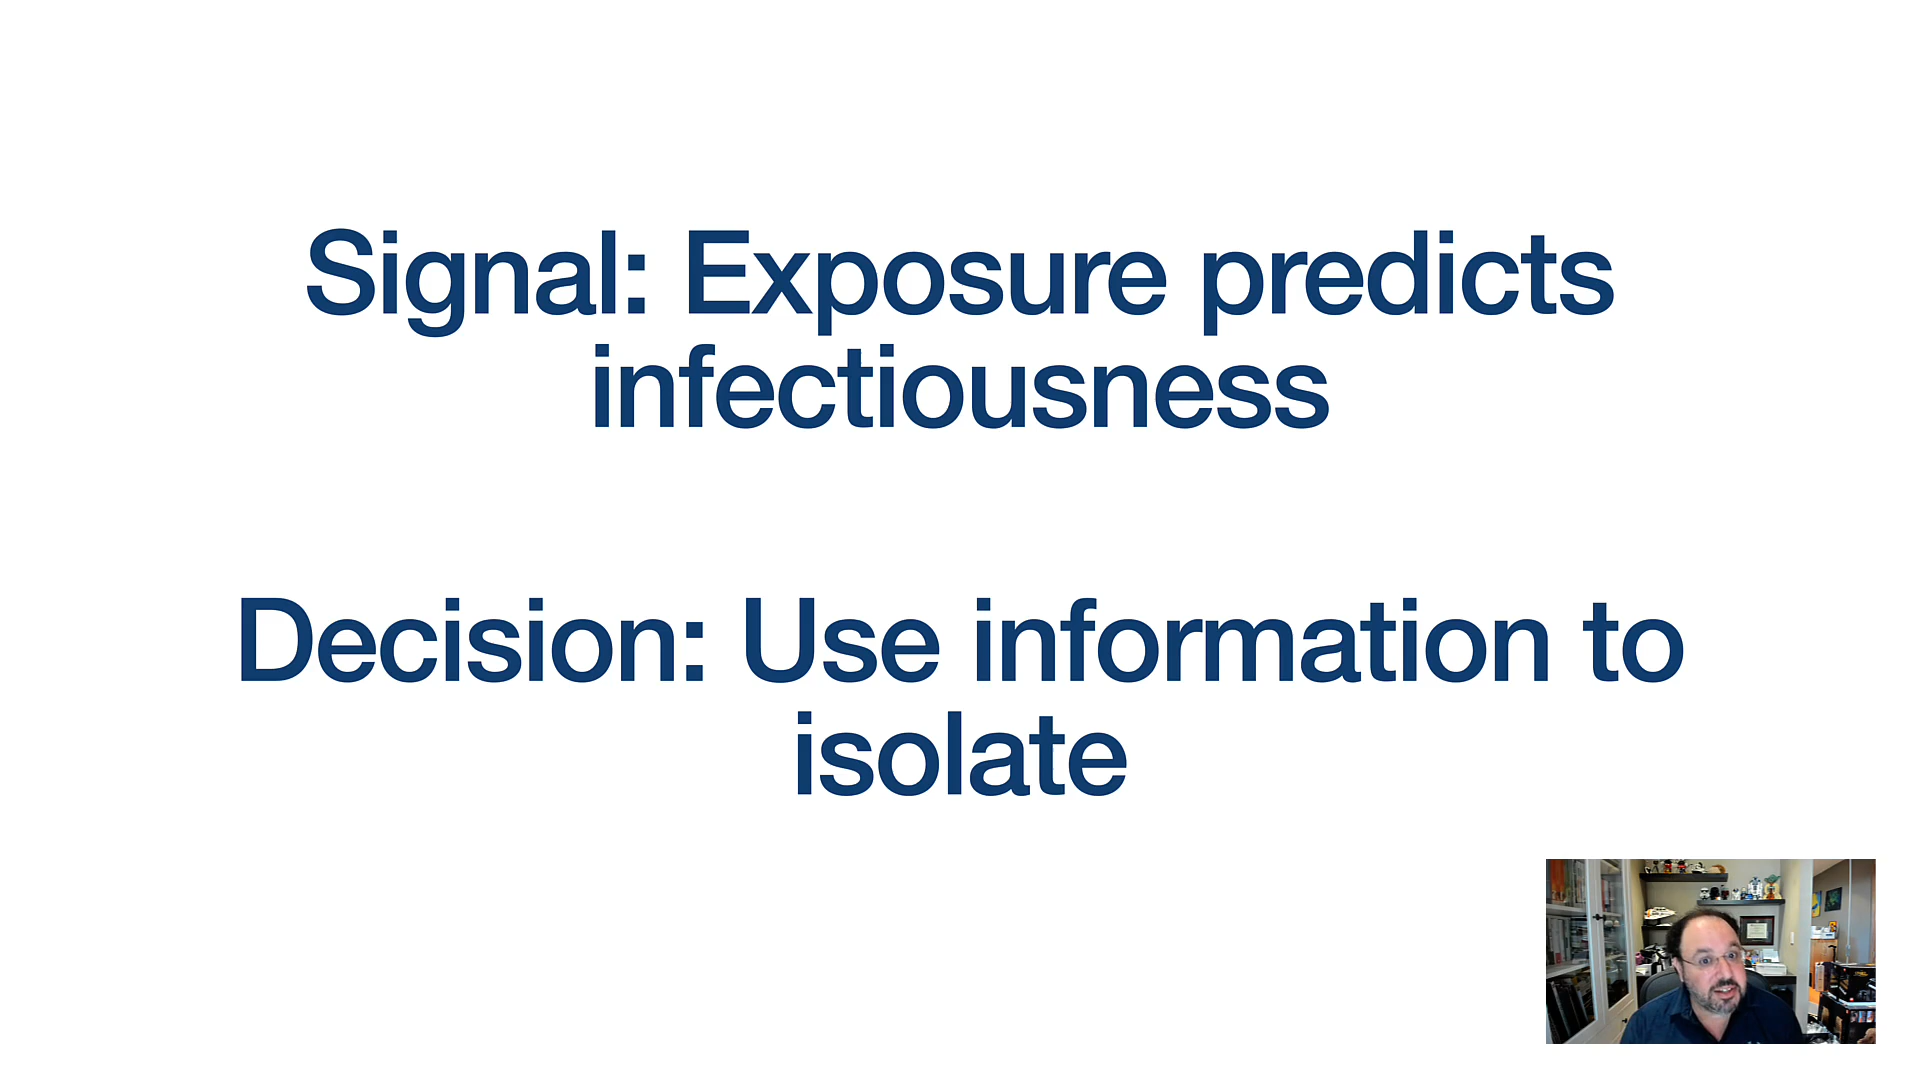 Signal: Exposure predicts
infectiousness
Decision: Use information to
isolate